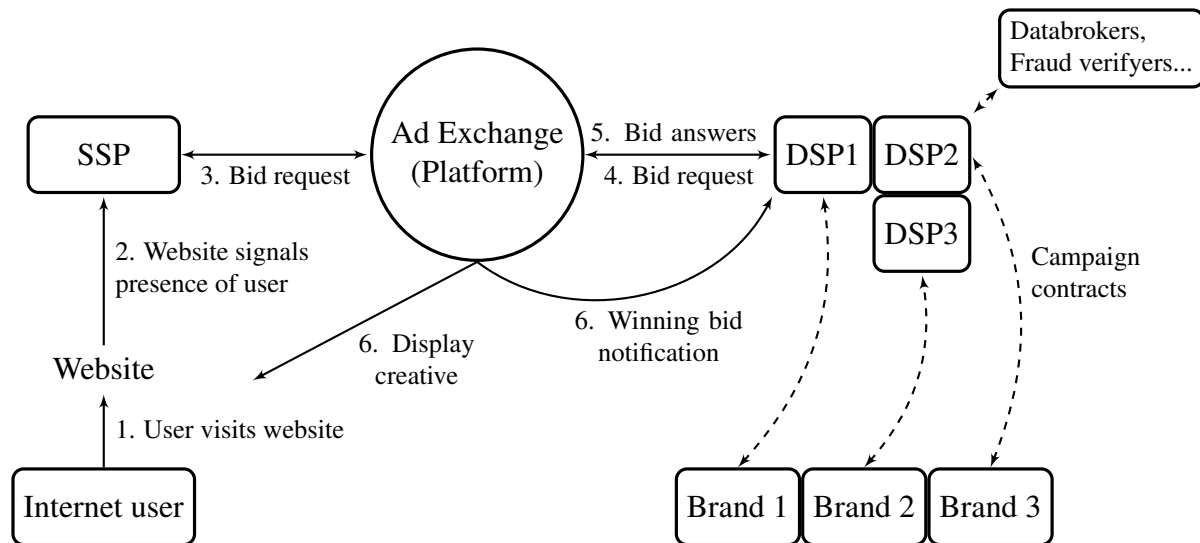 Databrokers,
Fraud verifyers...
SSP
3. Bid request
Ad Exchange
(Platform)
5. Bid answers
4. Bid request
DSP1
DSP2
DSP3
2. Website signals
presence of user
Campaign
contracts
6. Display
creative
6. Winning bid
notification
Website
1. User visits website
Internet user
Brand 1
Brand 2
Brand 3